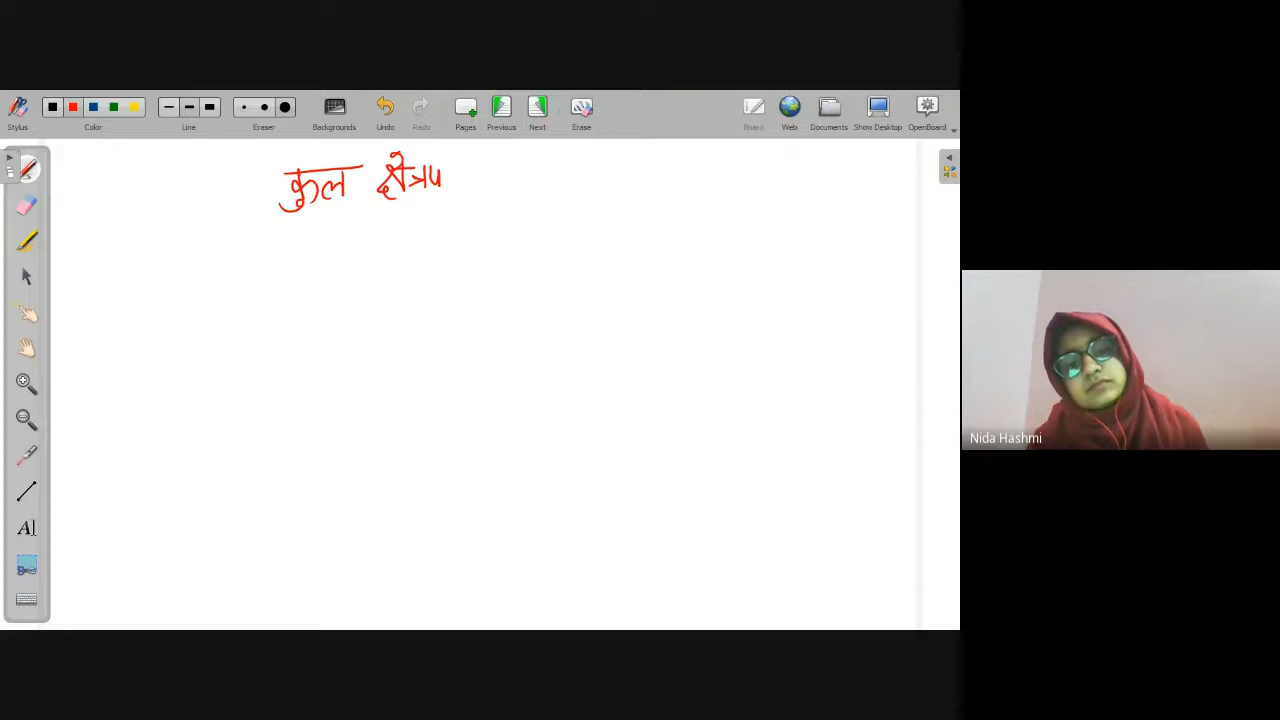 Stylus Color Line Eraser Backgrounds Undo Redo Pages Previous Next Erase Board Web Documents Show Desktop OpenBoard
कुल क्षेत्रप
A
Nida Hashmi